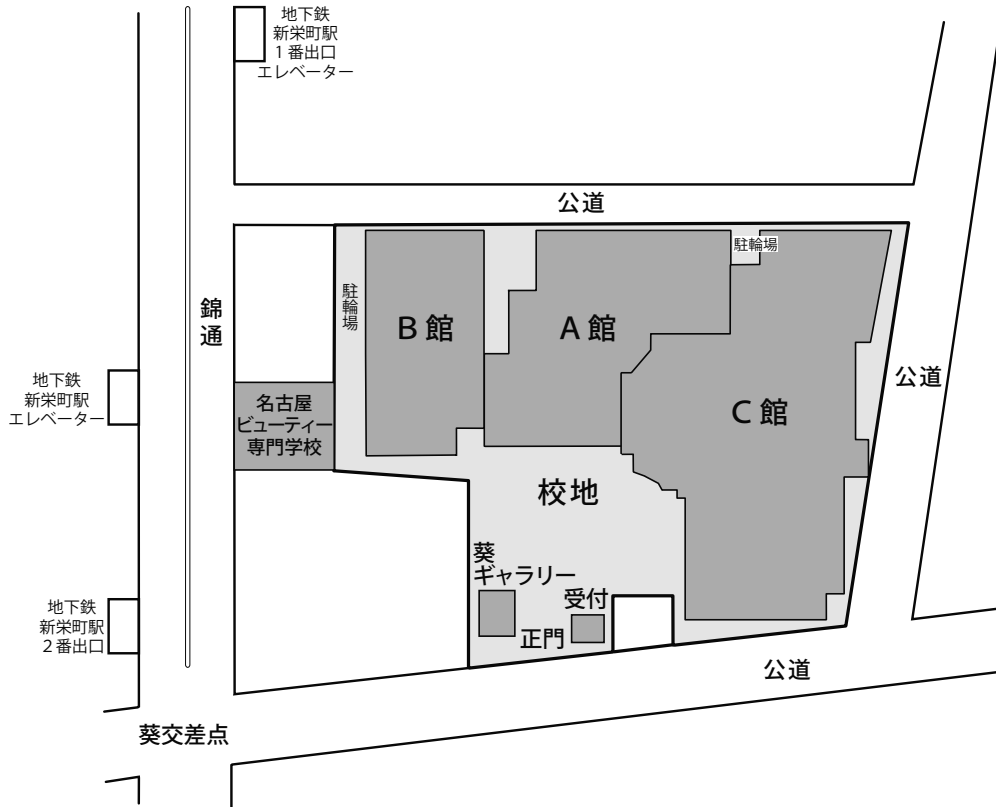 地下鉄
新栄町駅
1番出口
エレベーター
公道
駐輪場
駐輪場
B館
A館
錦通
公道
地下鉄
新栄町駅
エレベーター
名古屋
ビューティー
専門学校
C館
校地
葵
ギャラリー
受付
正門
地下鉄
新栄町駅
2番出口
公道
葵交差点